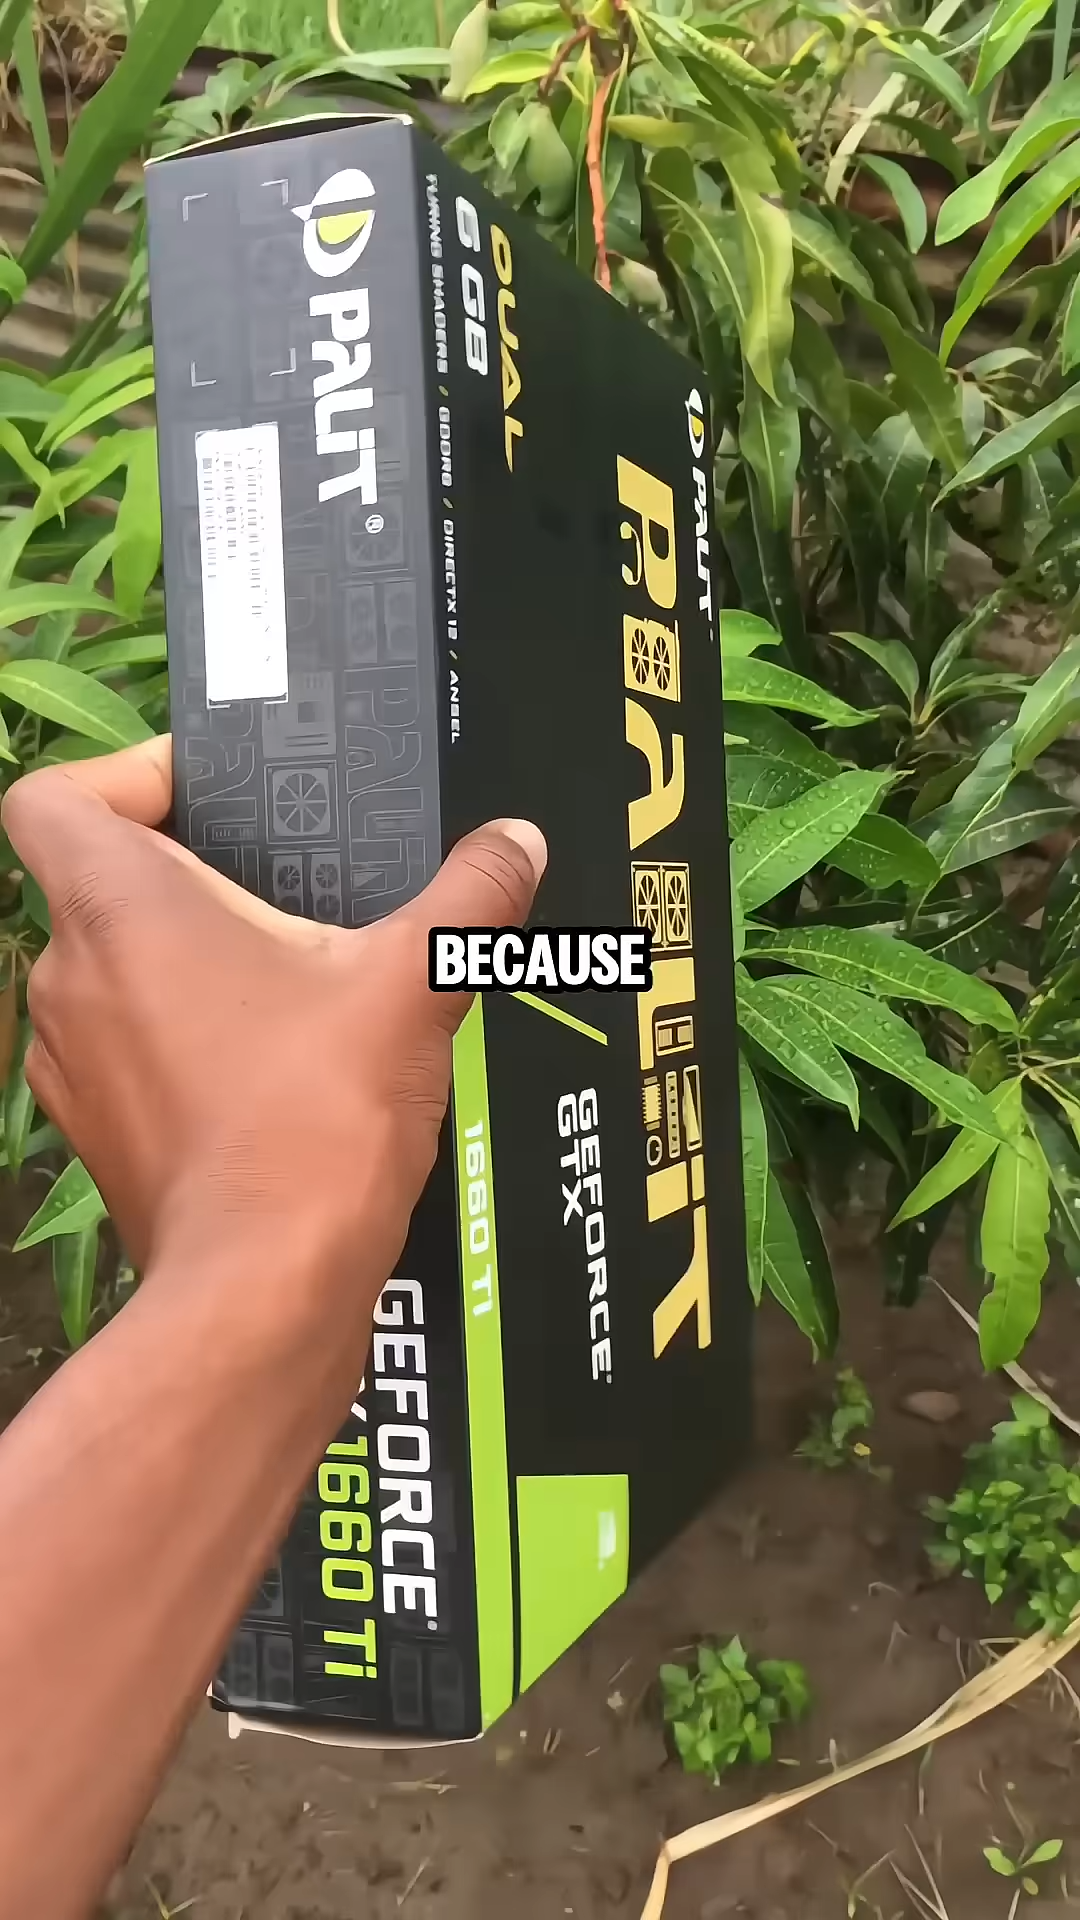 PALiT®
DUAL
6 GB
TURING SHADERS / GDDR6 / DIRECTX 12 / ANSEL
PALiT
REALiTY
BECAUSE
GEFORCE
GTX
1660 TI
GEFORCE
1660 Ti